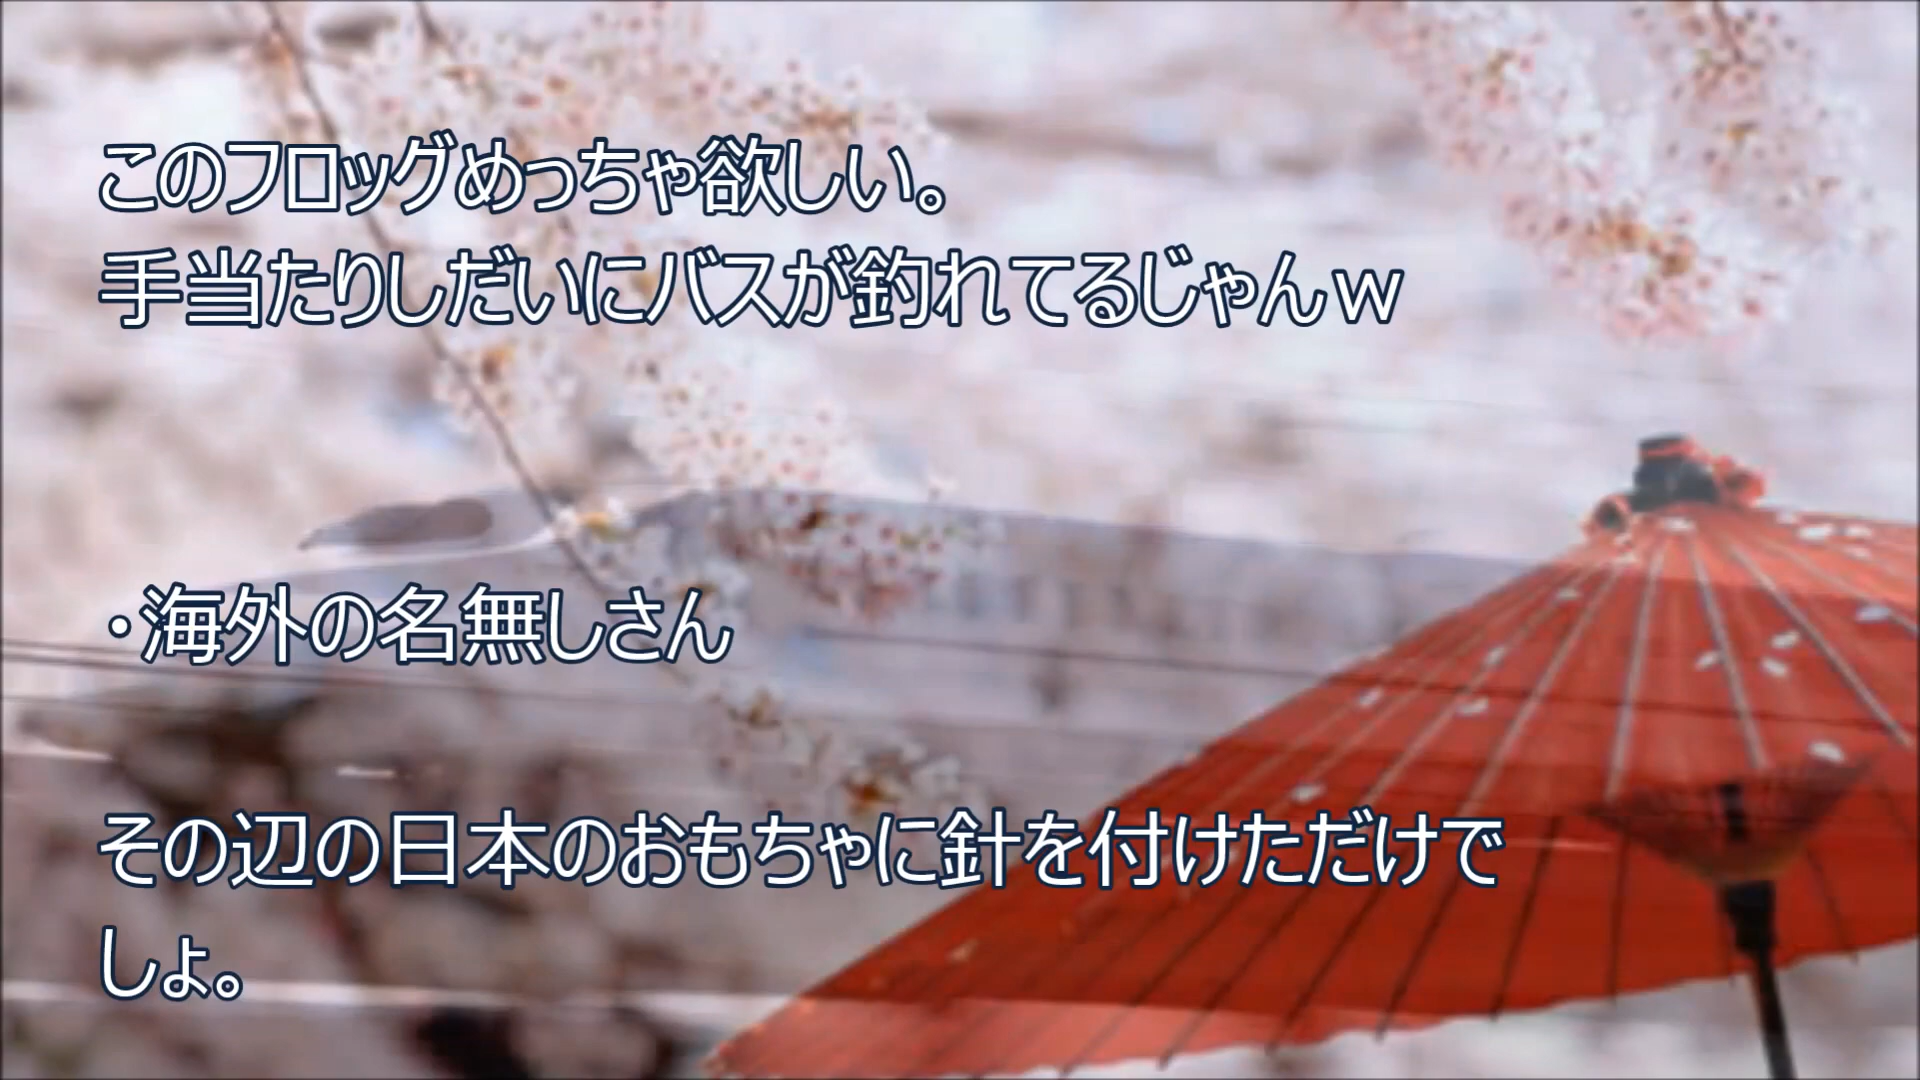 このフロッグめっちゃ欲しい。
手当たりしだいにバスが釣れてるじゃんｗ
・海外の名無しさん
その辺の日本のおもちゃに針を付けただけで
しょ。